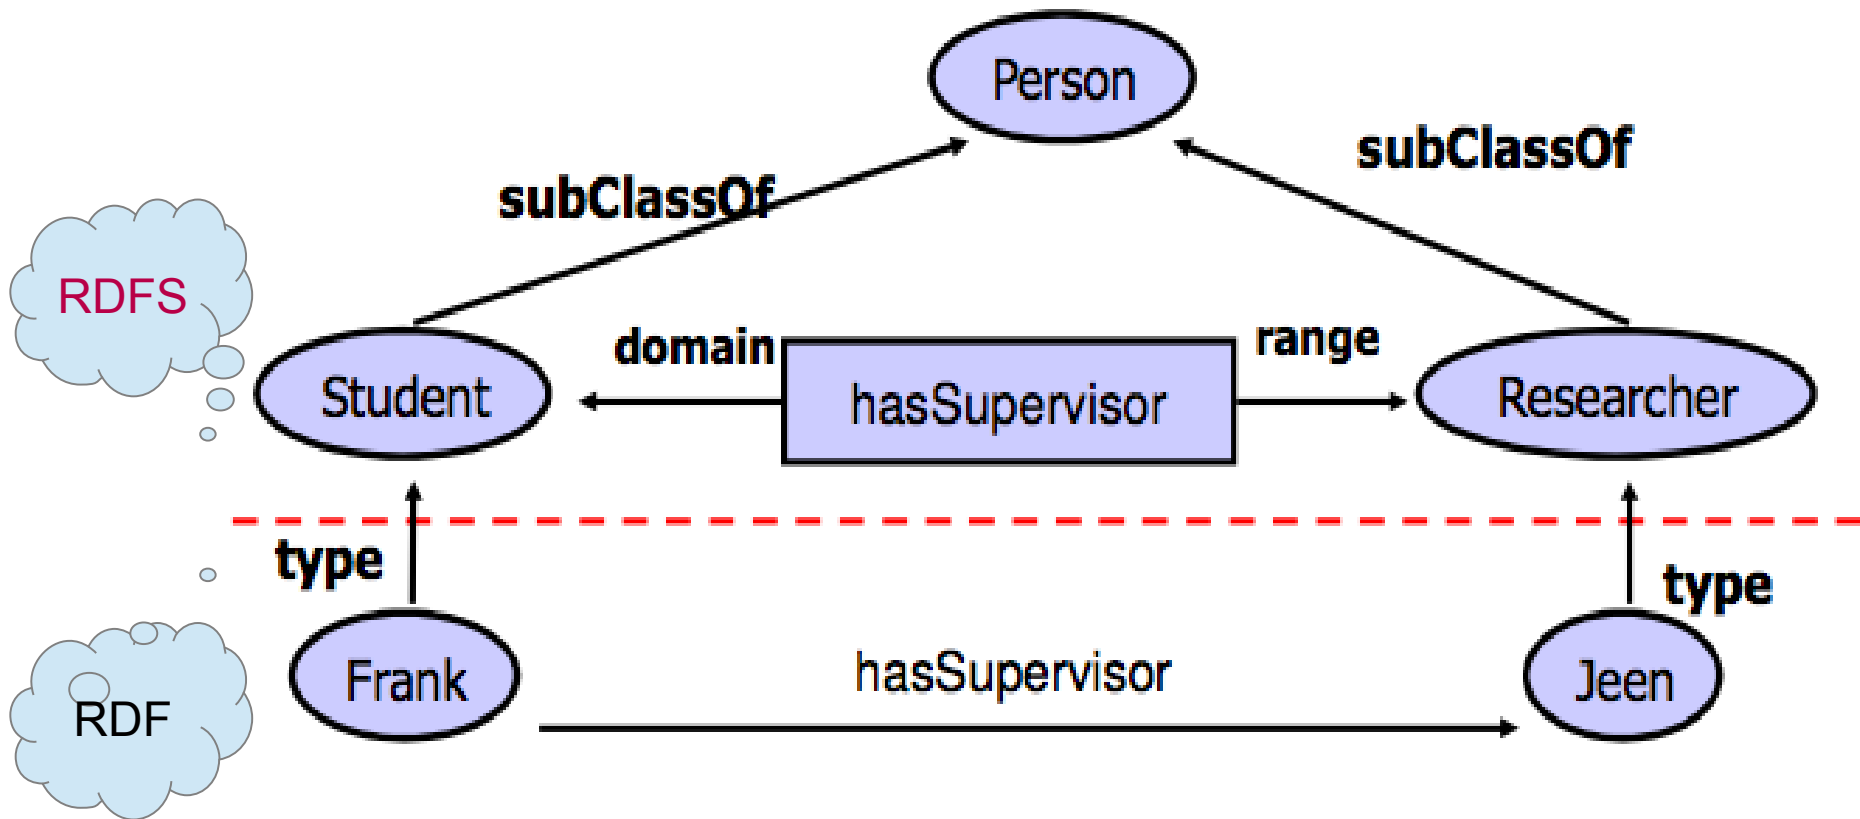 Person
subClassOf
subClassOf
RDFS
domain
range
Student
hasSupervisor
Researcher
type
type
Frank
hasSupervisor
Jeen
RDF